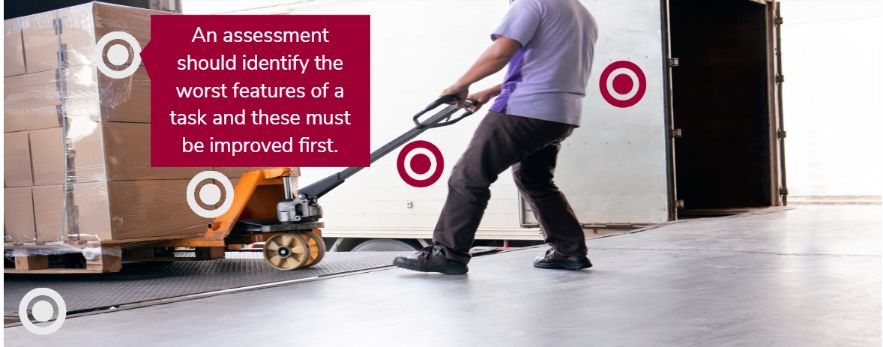 An assessment
should identify the
worst features of a
task and these must
be improved first.